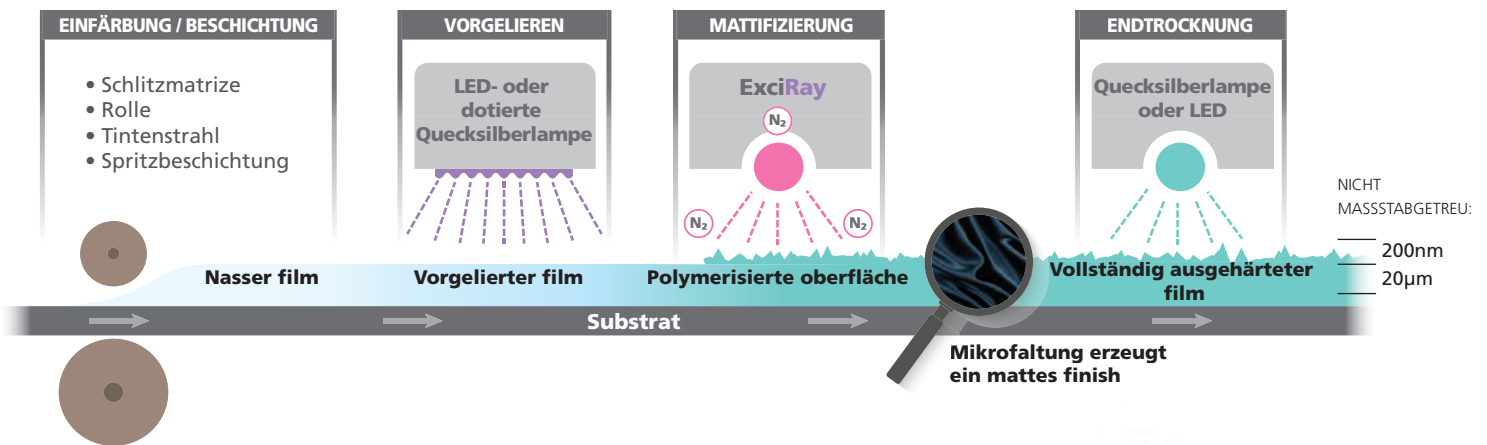 EINFÄRBUNG / BESCHICHTUNG
• Schlitzmatrize
• Rolle
• Tintenstrahl
• Spritzbeschichtung
VORGELIEREN
LED- oder
dotierte
Quecksilberlampe
MATTIFIZIERUNG
ExciRay
N₂
N₂
N₂
ENDTROCKNUNG
Quecksilberlampe
oder LED
NICHT
MASSSTABGETREU:
200nm
20µm
Nasser film
Vorgelierter film
Polymerisierte oberfläche
Vollständig ausgehärteter
film
Substrat
Mikrofaltung erzeugt
ein mattes finish